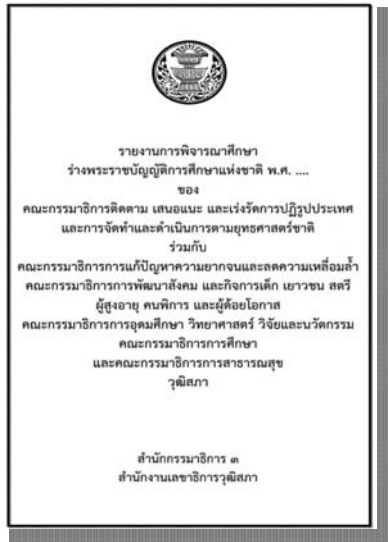 รายงานการพิจารณาศึกษา
ร่างพระราชบัญญัติการศึกษาแห่งชาติ พ.ศ. ....
ของ
คณะกรรมาธิการติดตาม เสนอแนะ และเร่งรัดการปฏิรูปประเทศ
และการจัดทำและดำเนินการตามยุทธศาสตร์ชาติ
ร่วมกับ
คณะกรรมาธิการการแก้ปัญหาความยากจนและลดความเหลื่อมล้ำ
คณะกรรมาธิการการพัฒนาสังคม และกิจการเด็ก เยาวชน สตรี
ผู้สูงอายุ คนพิการ และผู้ด้อยโอกาส
คณะกรรมาธิการการอุดมศึกษา วิทยาศาสตร์ วิจัยและนวัตกรรม
คณะกรรมาธิการการศึกษา
และคณะกรรมาธิการการสาธารณสุข
วุฒิสภา
สำนักกรรมาธิการ ๓
สำนักงานเลขาธิการวุฒิสภา